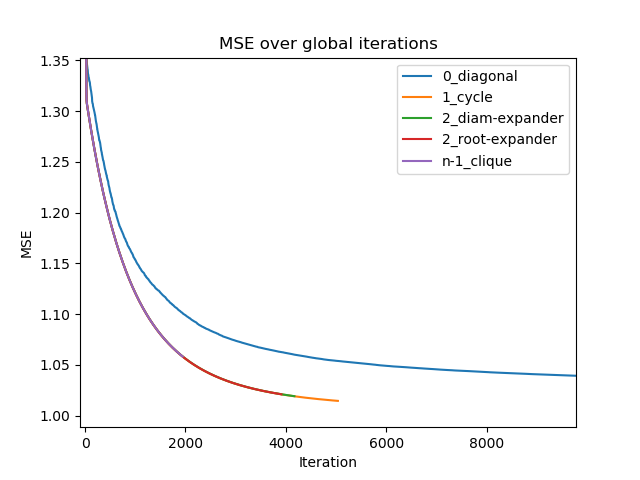 MSE over global iterations
0_diagonal
1_cycle
2_diam-expander
2_root-expander
n-1_clique
MSE
1.35
1.30
1.25
1.20
1.15
1.10
1.05
1.00
0 2000 4000 6000 8000
Iteration